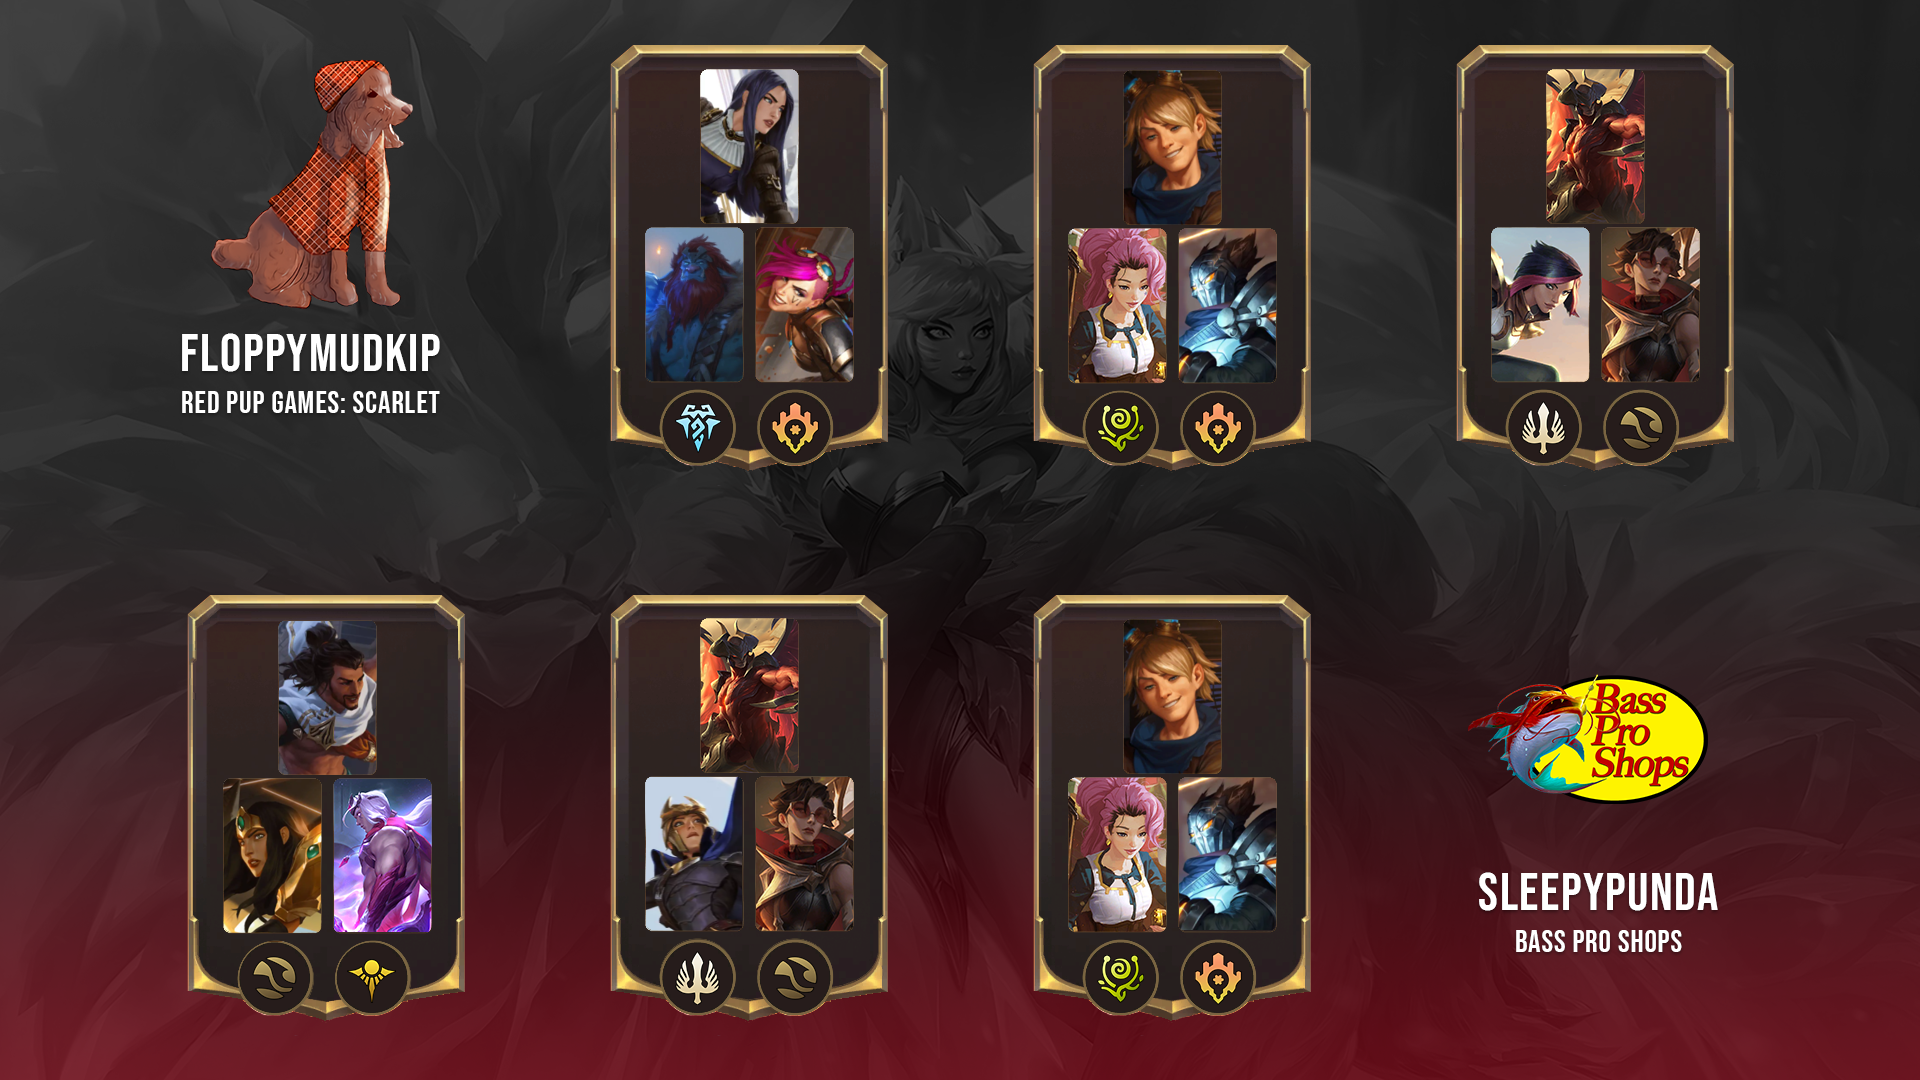 FLOPPYMUDKIP
RED PUP GAMES: SCARLET
Bass
Pro
Shops
SLEEPYPUNDA
BASS PRO SHOPS